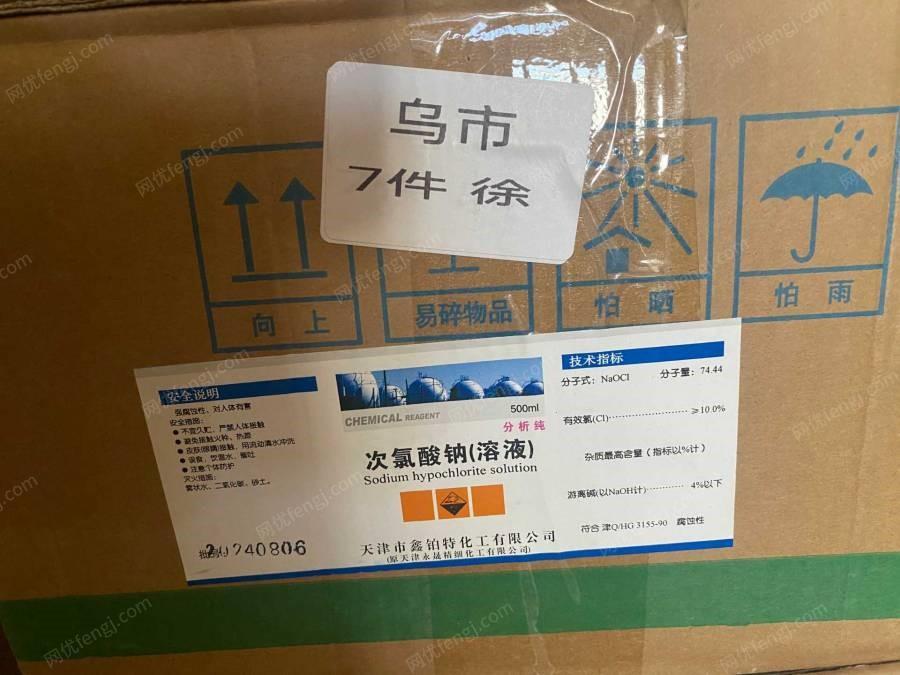 乌市
7件 徐
向上
易碎物品
怕晒
怕雨
安全说明
强腐蚀性、对人体有害
安全措施:
● 不宜久贮,严禁人体接触
● 避免接触火种、热源
● 皮肤(眼睛)接触,用流动清水冲洗
● 误食,饮温水,催吐
● 注意个体防护
灭火措施:
雾状水、二氧化碳、砂土。
20240806
CHEMICAL REAGENT
500ml
分析纯
次氯酸钠(溶液)
Sodium hypochlorite solution
天津市鑫铂特化工有限公司
(原天津永晟精细化工有限公司)
技术指标
分子式: NaOCl 分子量: 74.44
有效氯(Cl)··················≥10.0%
杂质最高含量(指标以%计)
游离碱(以NaOH计)··········4%以下
符合 津Q/HG 3155-90 腐蚀性
网优fengj.com